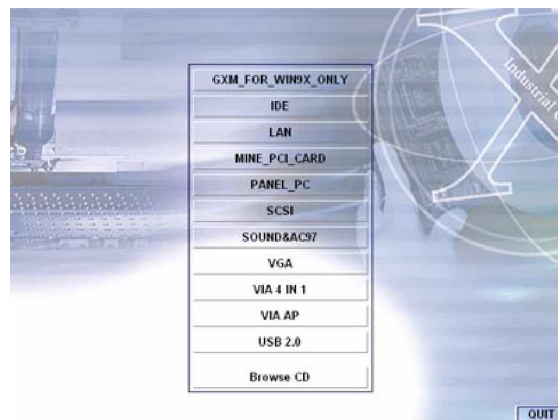 GXM_FOR_WIN9X_ONLY
IDE
LAN
MINE_PCI_CARD
PANEL_PC
SCSI
SOUND&AC97
VGA
VIA 4 IN 1
VIA AP
USB 2.0
Browse CD
Industrial
QUIT